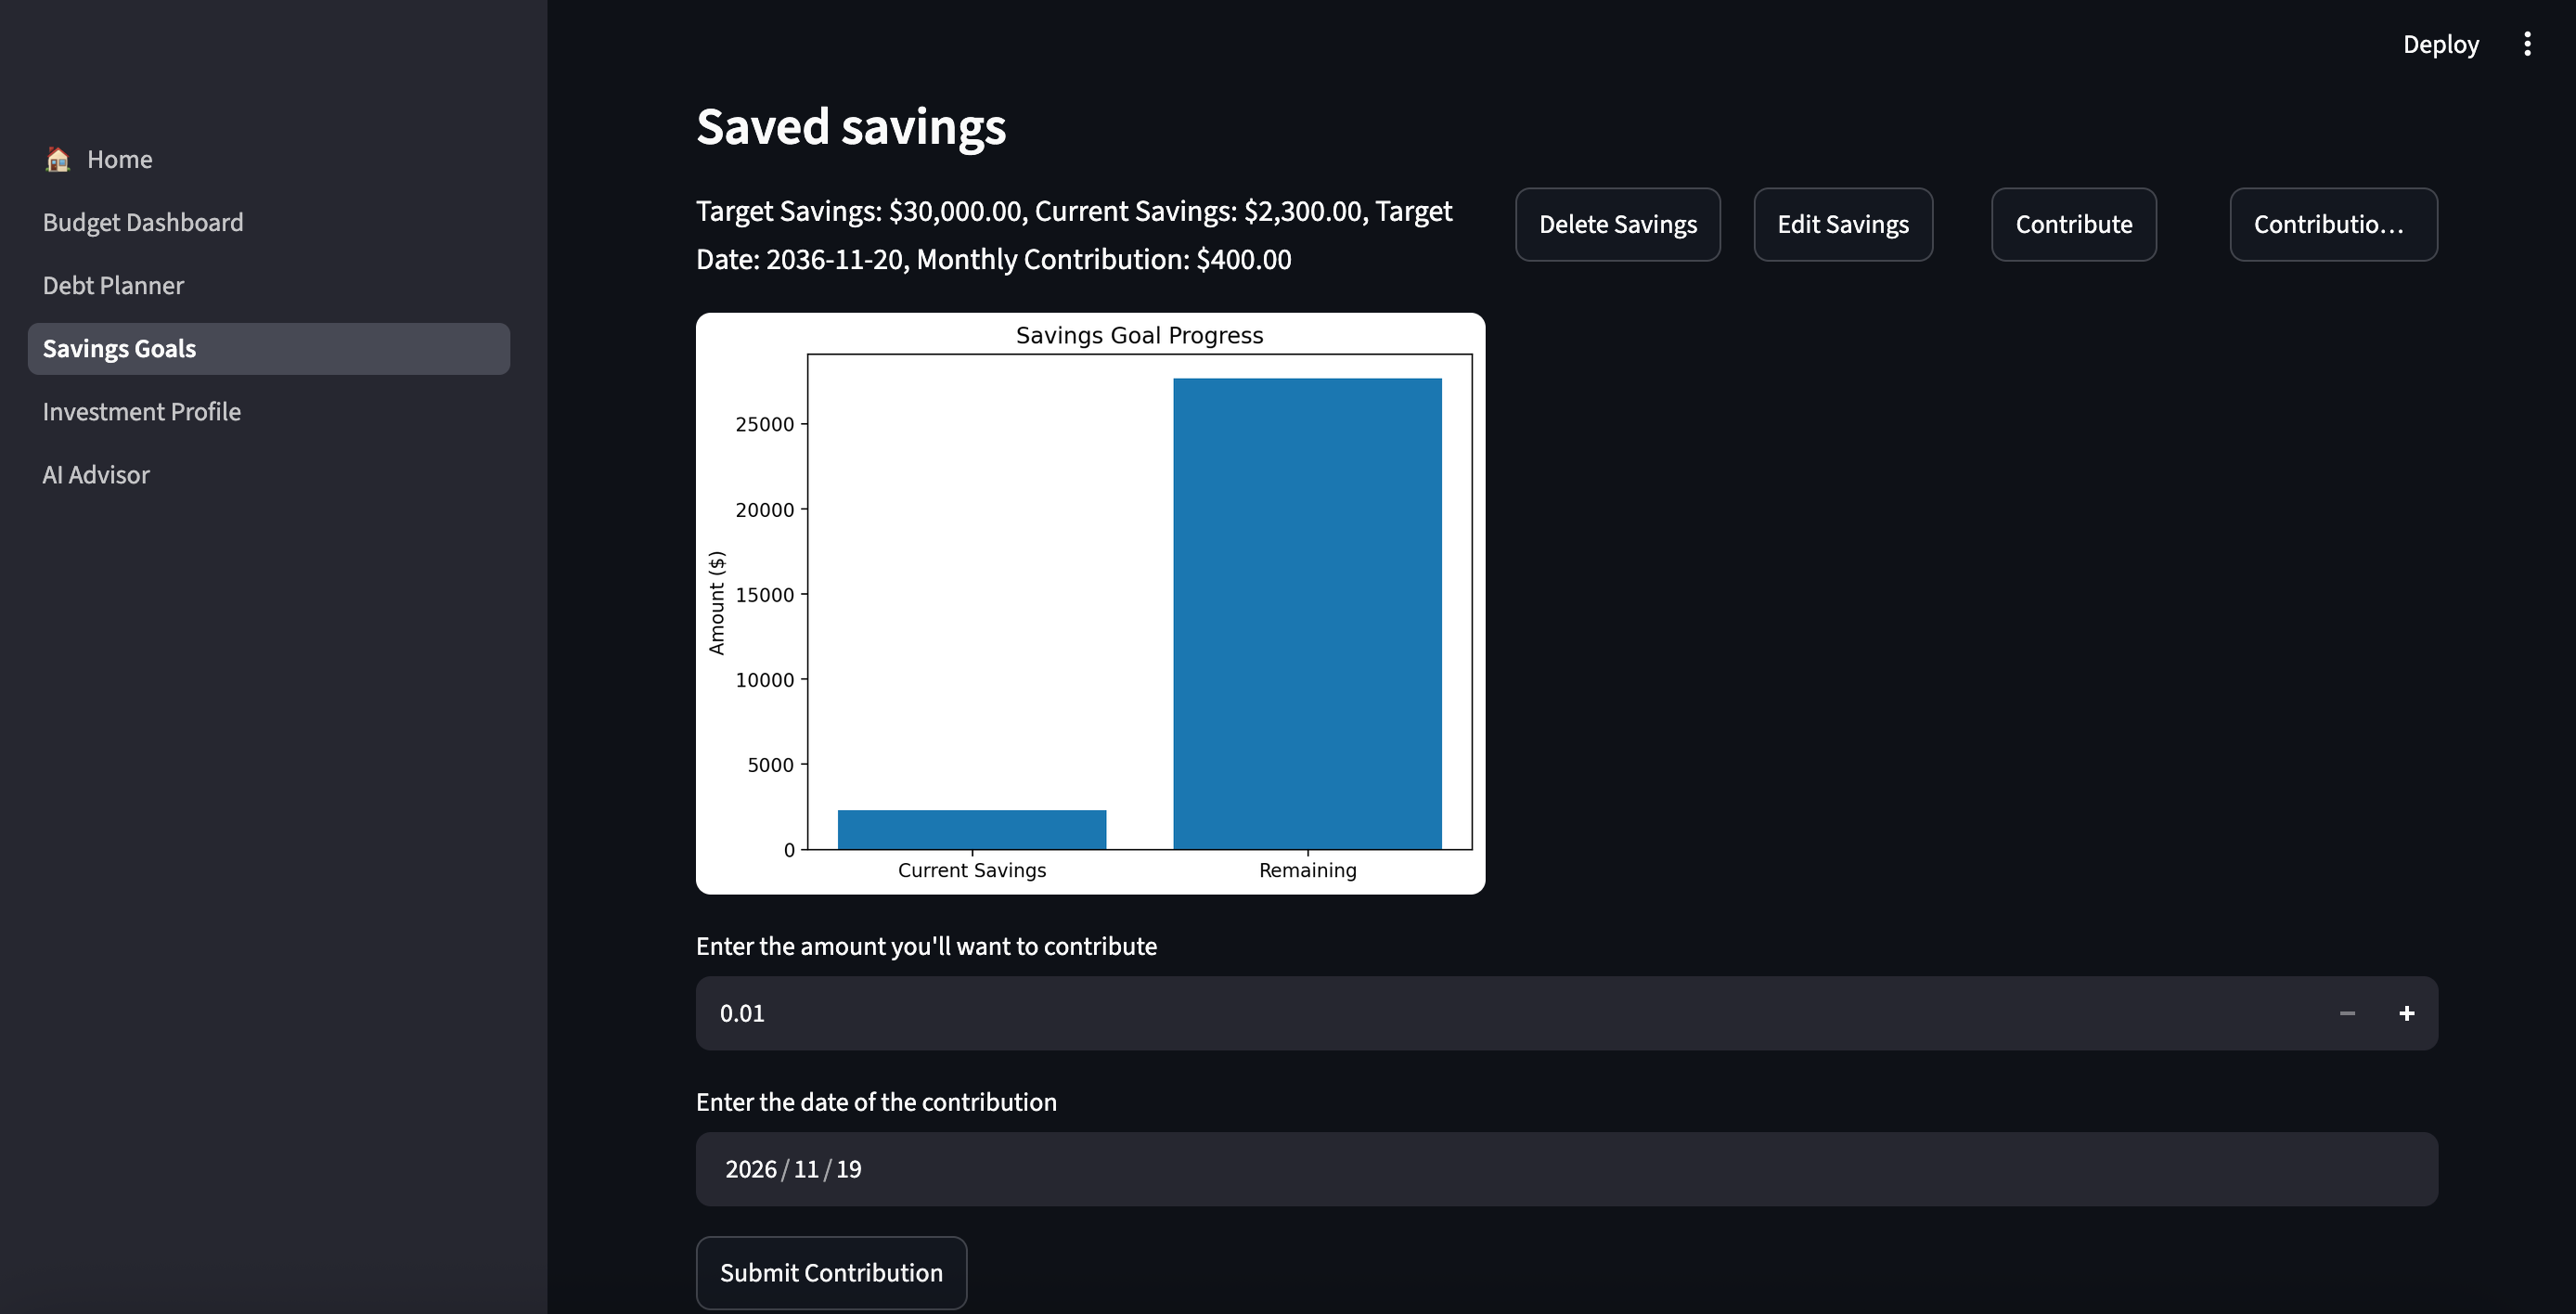 Deploy
🏠 Home
Budget Dashboard
Debt Planner
Savings Goals
Investment Profile
AI Advisor
Saved savings
Target Savings: $30,000.00, Current Savings: $2,300.00, Target
Date: 2036-11-20, Monthly Contribution: $400.00
Delete Savings
Edit Savings
Contribute
Contributio…
Savings Goal Progress
Amount ($)
25000
20000
15000
10000
5000
0
Current Savings
Remaining
Enter the amount you'll want to contribute
0.01
Enter the date of the contribution
2026/11/19
Submit Contribution